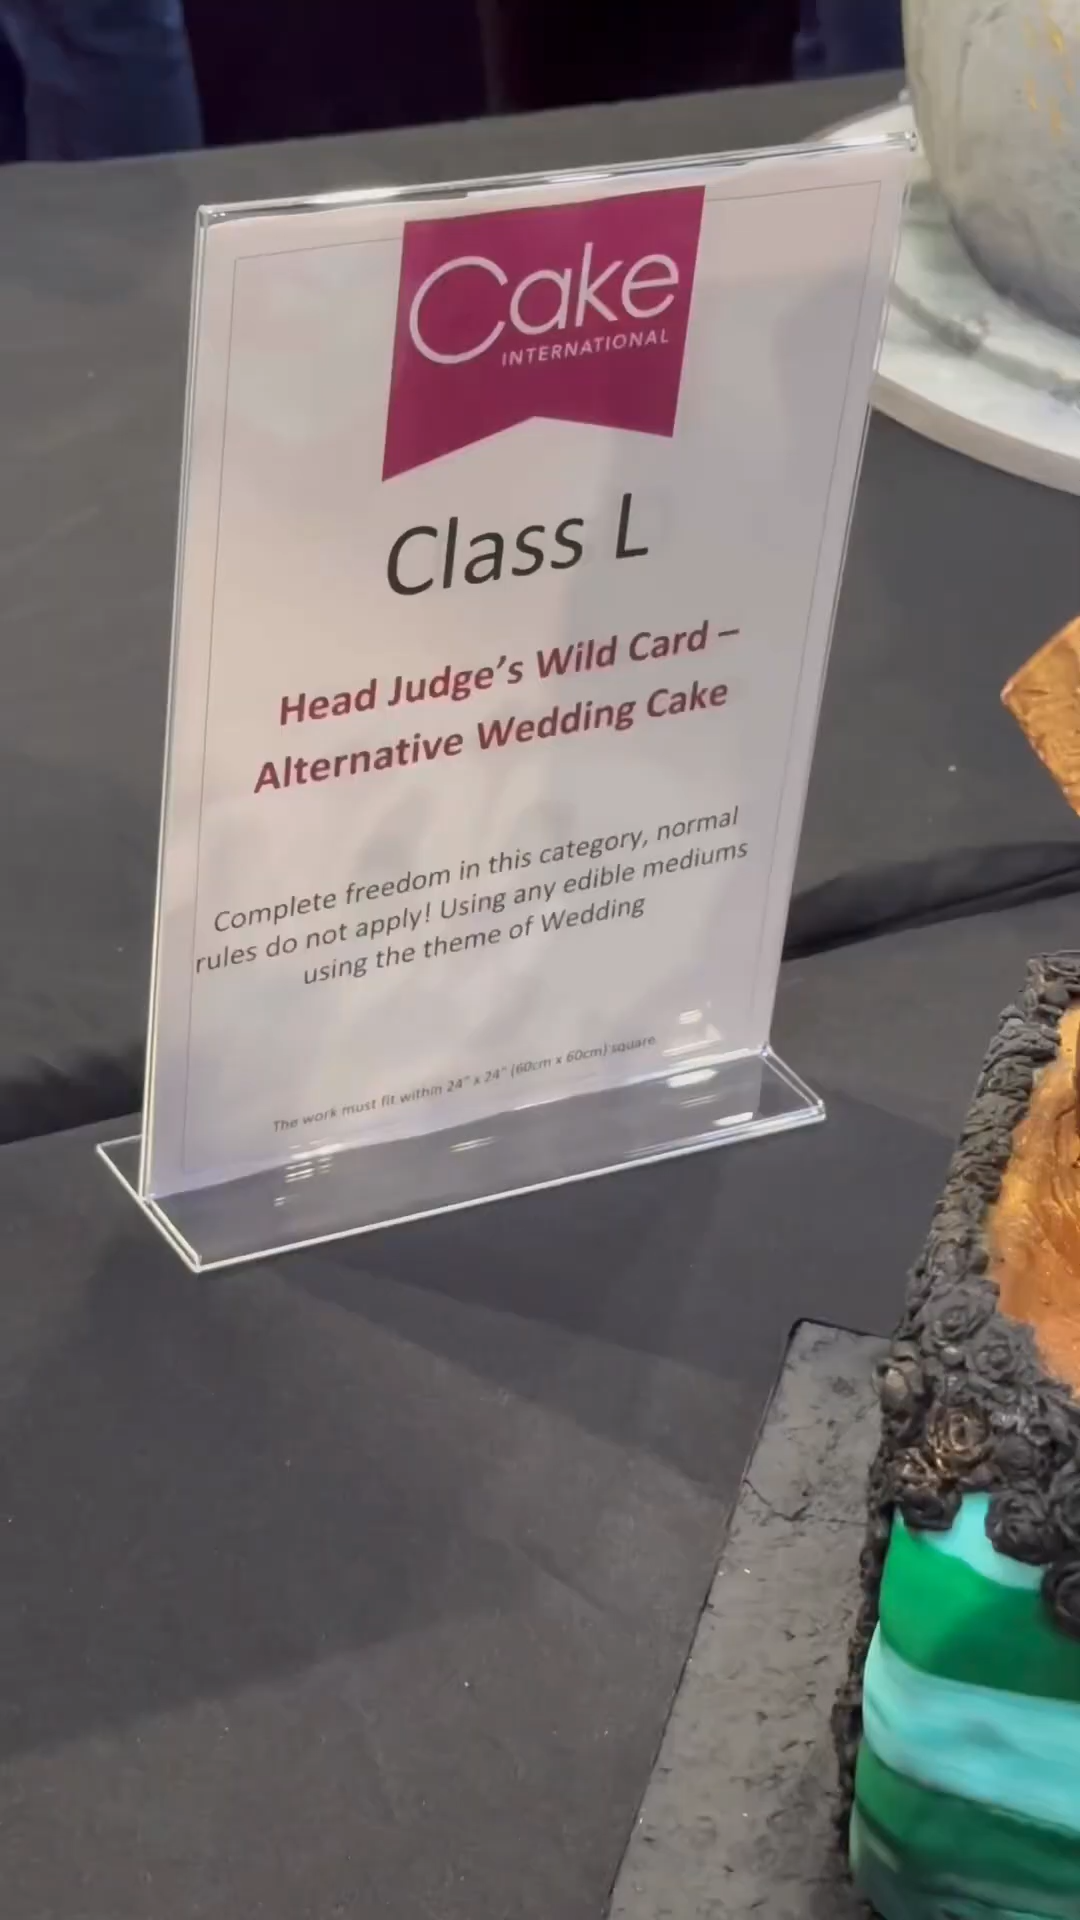 Cake
INTERNATIONAL
Class L
Head Judge's Wild Card –
Alternative Wedding Cake
Complete freedom in this category, normal
rules do not apply! Using any edible mediums
using the theme of Wedding
The work must fit within 24" x 24" (60cm x 60cm) square